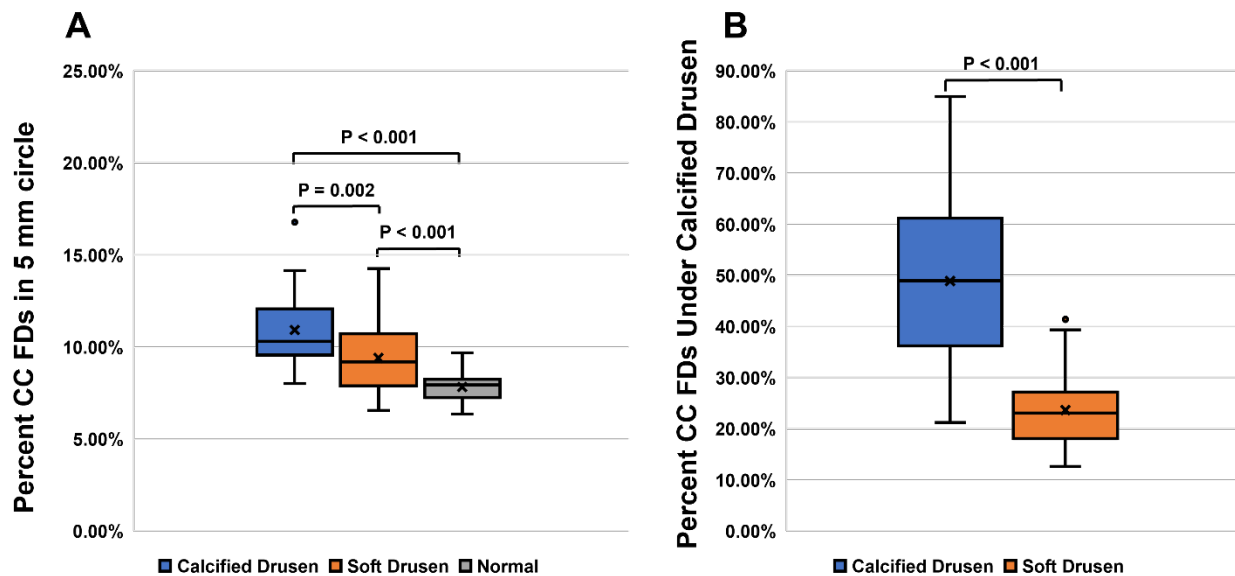 A
Percent CC FDs in 5 mm circle
25.00%
20.00%
15.00%
10.00%
5.00%
0.00%
P < 0.001
P = 0.002
P < 0.001
Calcified Drusen Soft Drusen Normal
B
Percent CC FDs Under Calcified Drusen
90.00%
80.00%
70.00%
60.00%
50.00%
40.00%
30.00%
20.00%
10.00%
0.00%
P < 0.001
Calcified Drusen Soft Drusen